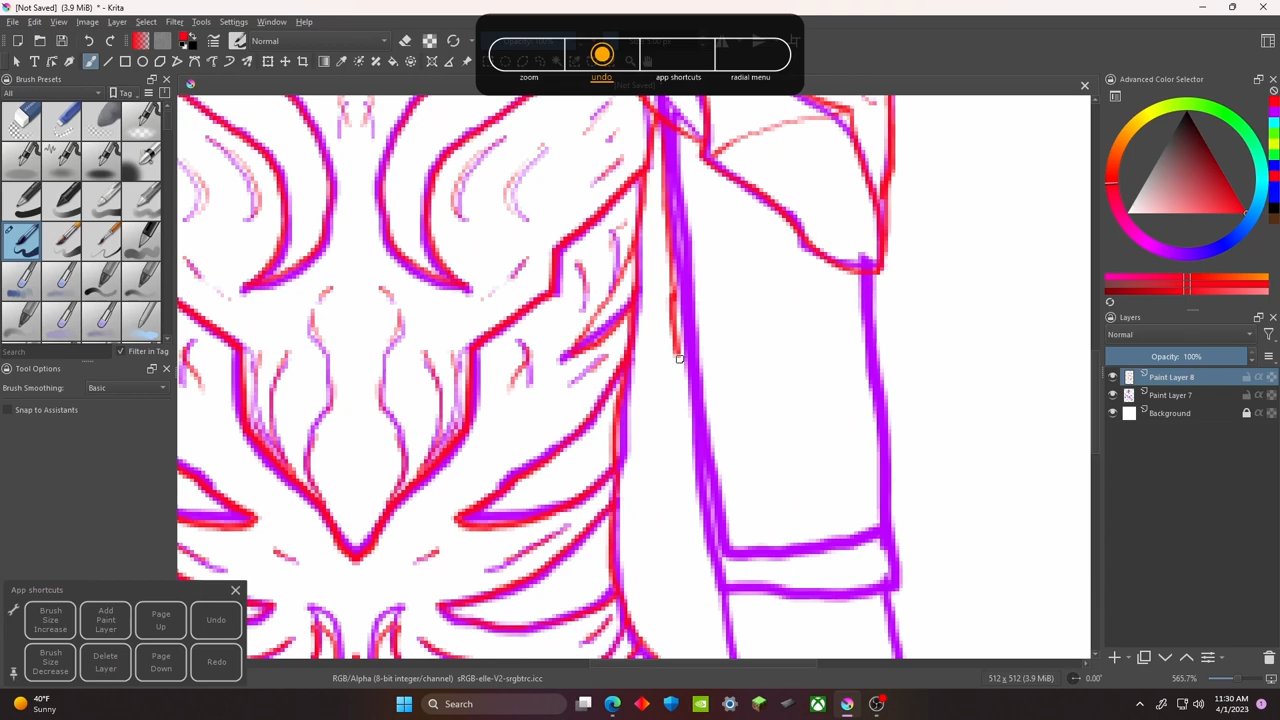 [Not Saved] (3.9 MiB) * - Krita
File Edit View Image Layer Select Filter Tools Settings Window Help
Normal
zoom
undo
app shortcuts
radial menu
[Not Saved]
Brush Presets
All
Tag
Search
Filter in Tag
Tool Options
Brush Smoothing: Basic
Snap to Assistants
App shortcuts
Brush Size Increase
Add Paint Layer
Page Up
Undo
Brush Size Decrease
Delete Layer
Page Down
Redo
Advanced Color Selector
Layers
Normal
Opacity: 100%
Paint Layer 8
Paint Layer 7
Background
RGB/Alpha (8-bit integer/channel) sRGB-elle-V2-srgbtrc.icc
512 x 512 (3.9 MiB)
0.00°
565.7%
40°F
Sunny
Search
11:30 AM
4/1/2023
1